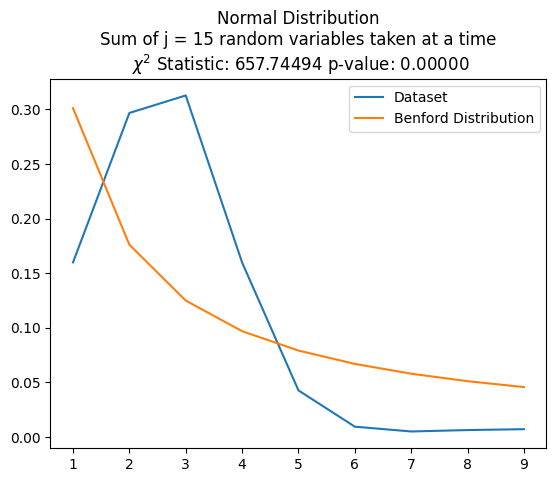 Normal Distribution
Sum of j = 15 random variables taken at a time
χ² Statistic: 657.74494 p-value: 0.00000
Dataset
Benford Distribution
0.30
0.25
0.20
0.15
0.10
0.05
0.00
1 2 3 4 5 6 7 8 9